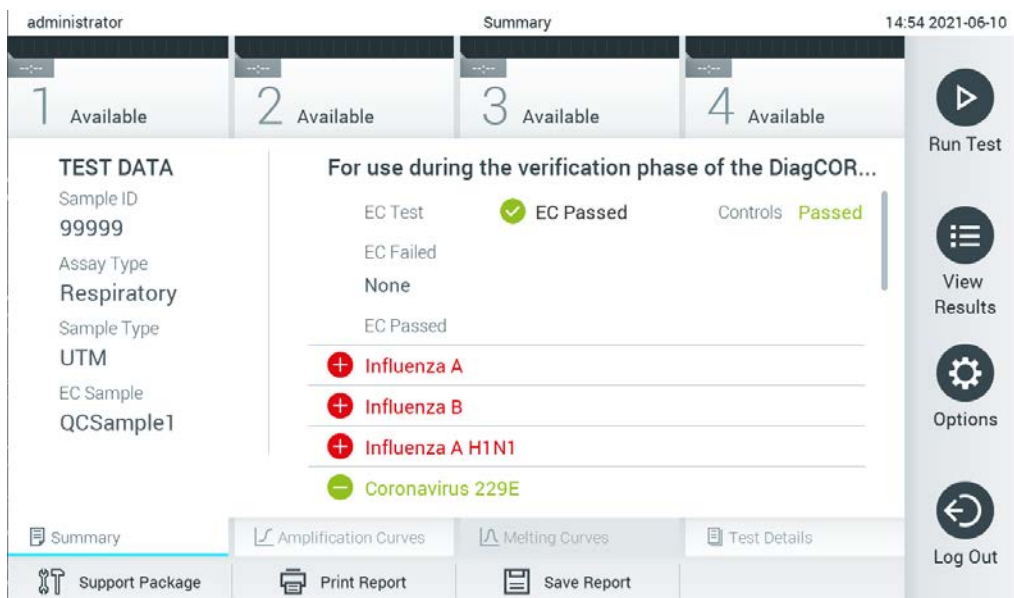 administrator
Summary
14:54 2021-06-10
--:--
--:--
--:--
--:--
1 Available
2 Available
3 Available
4 Available
Run Test
View
Results
Options
Log Out
TEST DATA
Sample ID
99999
Assay Type
Respiratory
Sample Type
UTM
EC Sample
QCSample1
For use during the verification phase of the DiagCOR...
EC Test
EC Passed
Controls Passed
EC Failed
None
EC Passed
Influenza A
Influenza B
Influenza A H1N1
Coronavirus 229E
Summary
Amplification Curves
Melting Curves
Test Details
Support Package
Print Report
Save Report